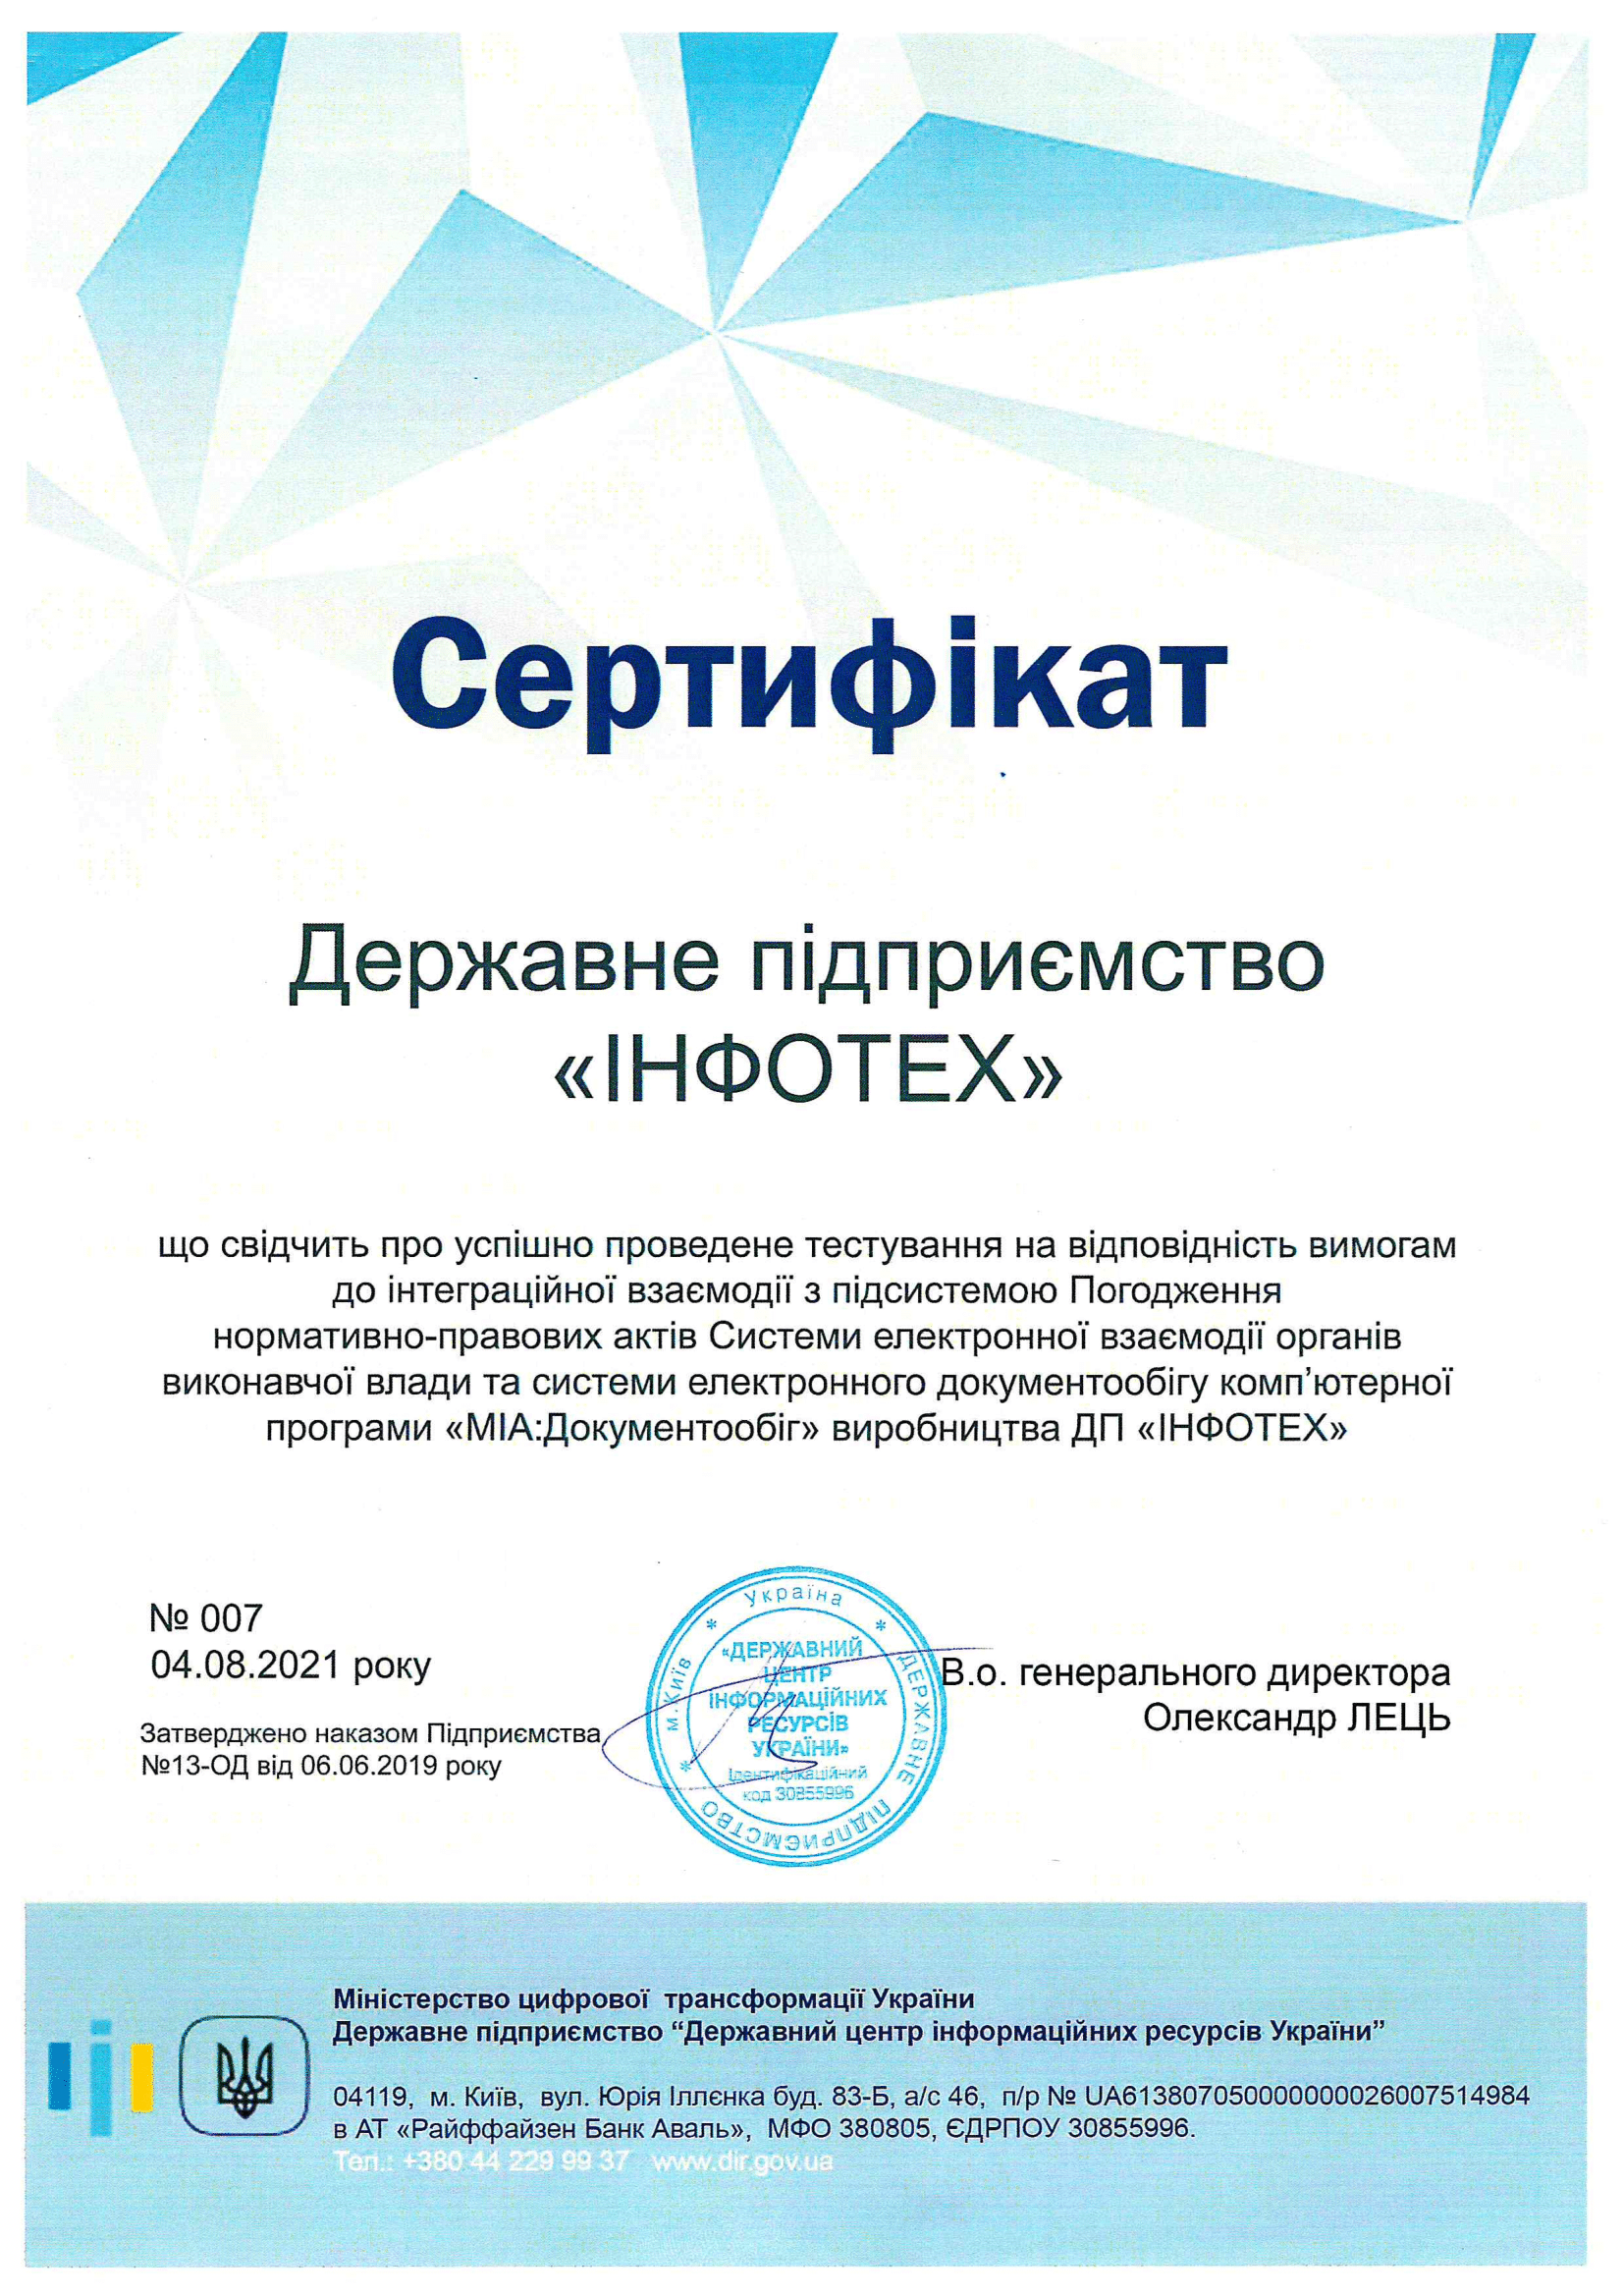 Сертифікат
Державне підприємство
«ІНФОТЕХ»
що свідчить про успішно проведене тестування на відповідність вимогам
до інтеграційної взаємодії з підсистемою Погодження
нормативно-правових актів Системи електронної взаємодії органів
виконавчої влади та системи електронного документообігу комп’ютерної
програми «МІА:Документообіг» виробництва ДП «ІНФОТЕХ»
№ 007
04.08.2021 року
Затверджено наказом Підприємства
№13-ОД від 06.06.2019 року
Україна
ДЕРЖАВНЕ ПІДПРИЄМСТВО
м.Київ
«ДЕРЖАВНИЙ
ЦЕНТР
ІНФОРМАЦІЙНИХ
РЕСУРСІВ
УКРАЇНИ»
Ідентифікаційний
код 30855996
В.о. генерального директора
Олександр ЛЕЦЬ
Міністерство цифрової трансформації України
Державне підприємство “Державний центр інформаційних ресурсів України”
04119, м. Київ, вул. Юрія Іллєнка буд. 83-Б, а/с 46, п/р № UA613807050000000026007514984
в АТ «Райффайзен Банк Аваль», МФО 380805, ЄДРПОУ 30855996.
Тел.: +380 44 229 99 37 www.dir.gov.ua